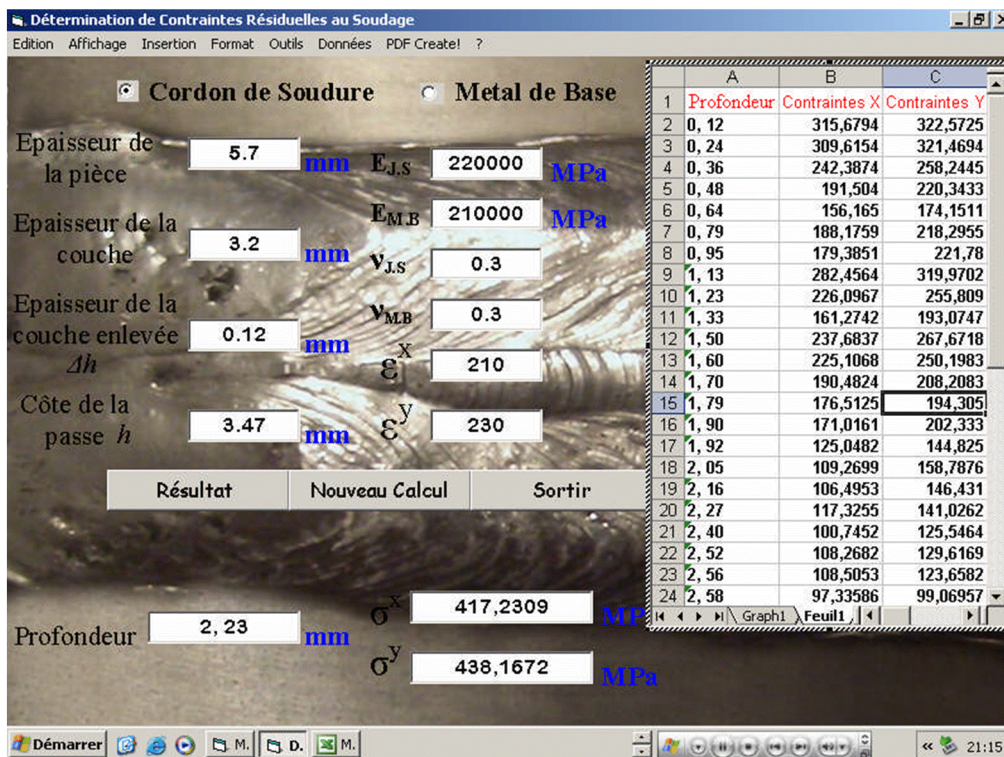 Détermination de Contraintes Résiduelles au Soudage
Edition Affichage Insertion Format Outils Données PDF Create! ?
Cordon de Soudure Metal de Base
Epaisseur de la pièce 5.7 mm
E J.S 220000 MPa
E M.B 210000 MPa
Epaisseur de la couche 3.2 mm
ν J.S 0.3
ν M.B 0.3
Epaisseur de la couche enlevée Δh 0.12 mm
ε x 210
Côte de la passe h 3.47 mm
ε y 230
Résultat Nouveau Calcul Sortir
Profondeur 2, 23 mm
σ x 417,2309 MP
σ y 438,1672 MPa
A B C
1 Profondeur Contraintes X Contraintes Y
2 0, 12 315,6794 322,5725
3 0, 24 309,6154 321,4694
4 0, 36 242,3874 258,2445
5 0, 48 191,504 220,3433
6 0, 64 156,165 174,1511
7 0, 79 188,1759 218,2955
8 0, 95 179,3851 221,78
9 1, 13 282,4564 319,9702
10 1, 23 226,0967 255,809
11 1, 33 161,2742 193,0747
12 1, 50 237,6837 267,6718
13 1, 60 225,1068 250,1983
14 1, 70 190,4824 208,2083
15 1, 79 176,5125 194,305
16 1, 90 171,0161 202,333
17 1, 92 125,0482 144,825
18 2, 05 109,2699 158,7876
19 2, 16 106,4953 146,431
20 2, 27 117,3255 141,0262
21 2, 40 100,7452 125,5464
22 2, 52 108,2682 129,6169
23 2, 56 108,5053 123,6582
24 2, 58 97,33586 99,06957
Graph1 Feuil1
Démarrer M. D. M. 21:15